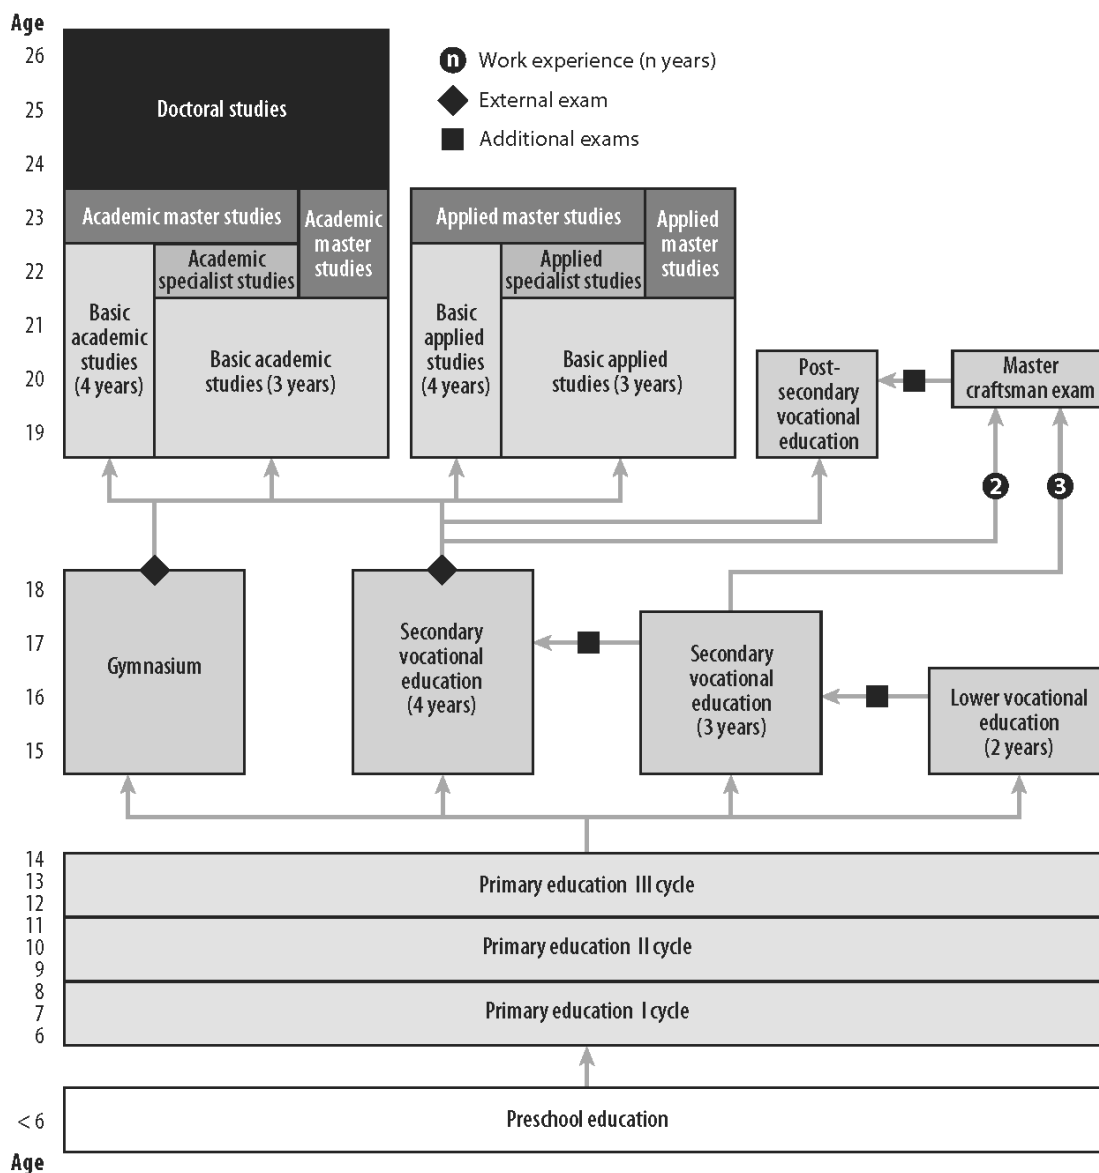 Age
26
25
24
23
22
21
20
19
18
17
16
15
14
13
12
11
10
9
8
7
6
< 6
Age
n Work experience (n years)
External exam
Additional exams
Doctoral studies
Academic master studies
Academic
master
studies
Academic
specialist studies
Basic
academic
studies
(4 years)
Basic academic
studies (3 years)
Applied master studies
Applied
master
studies
Applied
specialist studies
Basic
applied
studies
(4 years)
Basic applied
studies (3 years)
Post-
secondary
vocational
education
Master
craftsman exam
2
3
Gymnasium
Secondary
vocational
education
(4 years)
Secondary
vocational
education
(3 years)
Lower vocational
education
(2 years)
Primary education III cycle
Primary education II cycle
Primary education I cycle
Preschool education